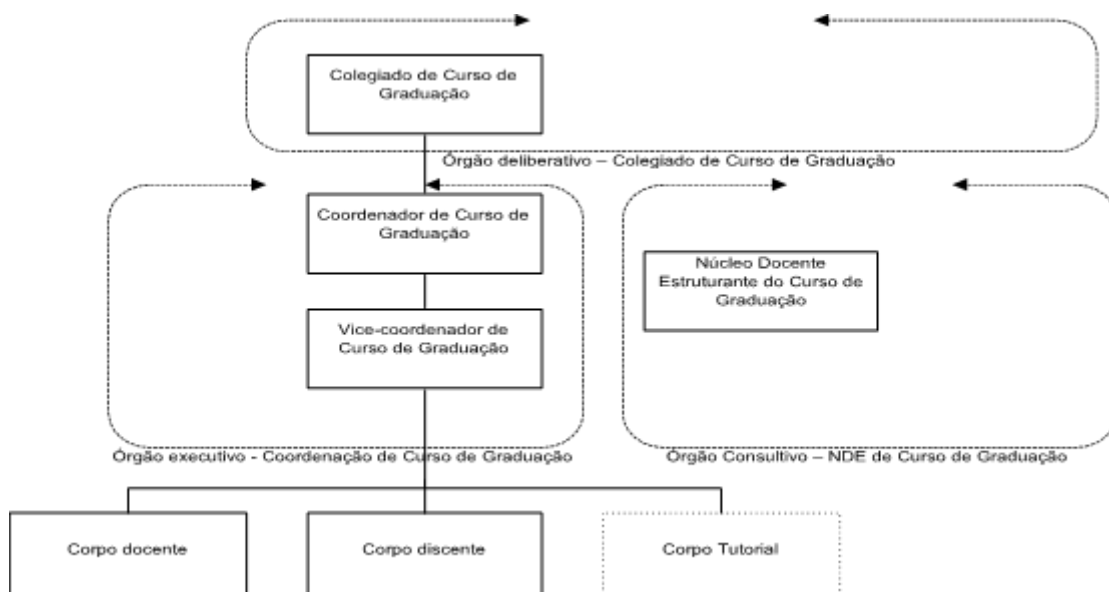 Colegiado de Curso de
Graduação
Órgão deliberativo – Colegiado de Curso de Graduação
Coordenador de Curso de
Graduação
Núcleo Docente
Estruturante do Curso de
Graduação
Vice-coordenador de
Curso de Graduação
Órgão executivo - Coordenação de Curso de Graduação
Órgão Consultivo – NDE de Curso de Graduação
Corpo docente
Corpo discente
Corpo Tutorial